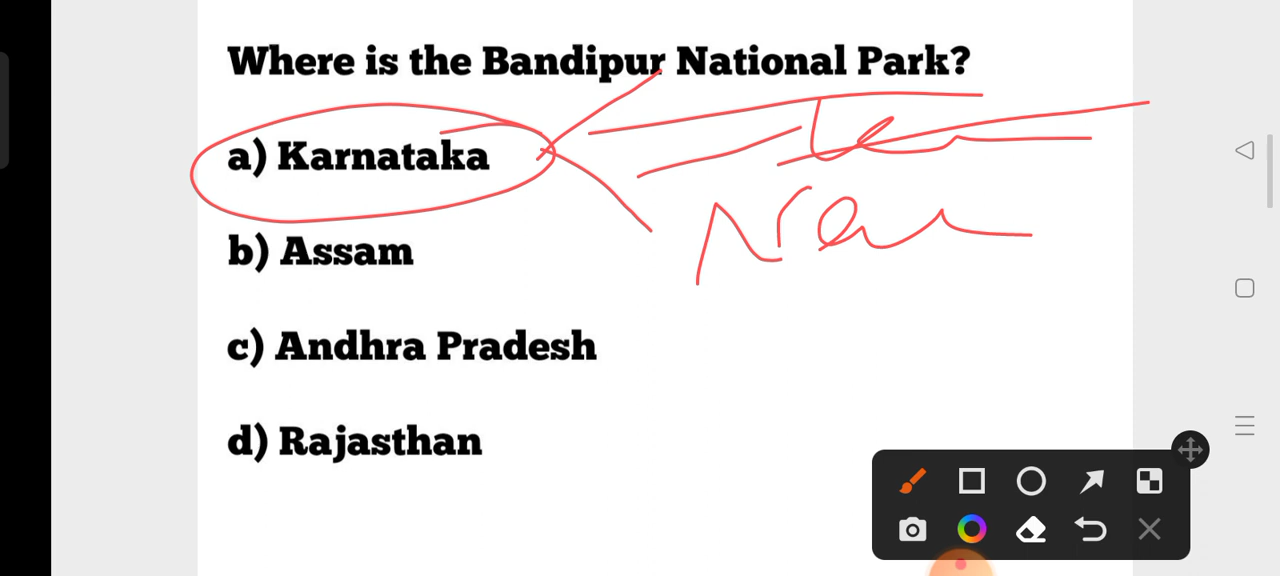 Where is the Bandipur National Park?
a) Karnataka
b) Assam
c) Andhra Pradesh
d) Rajasthan